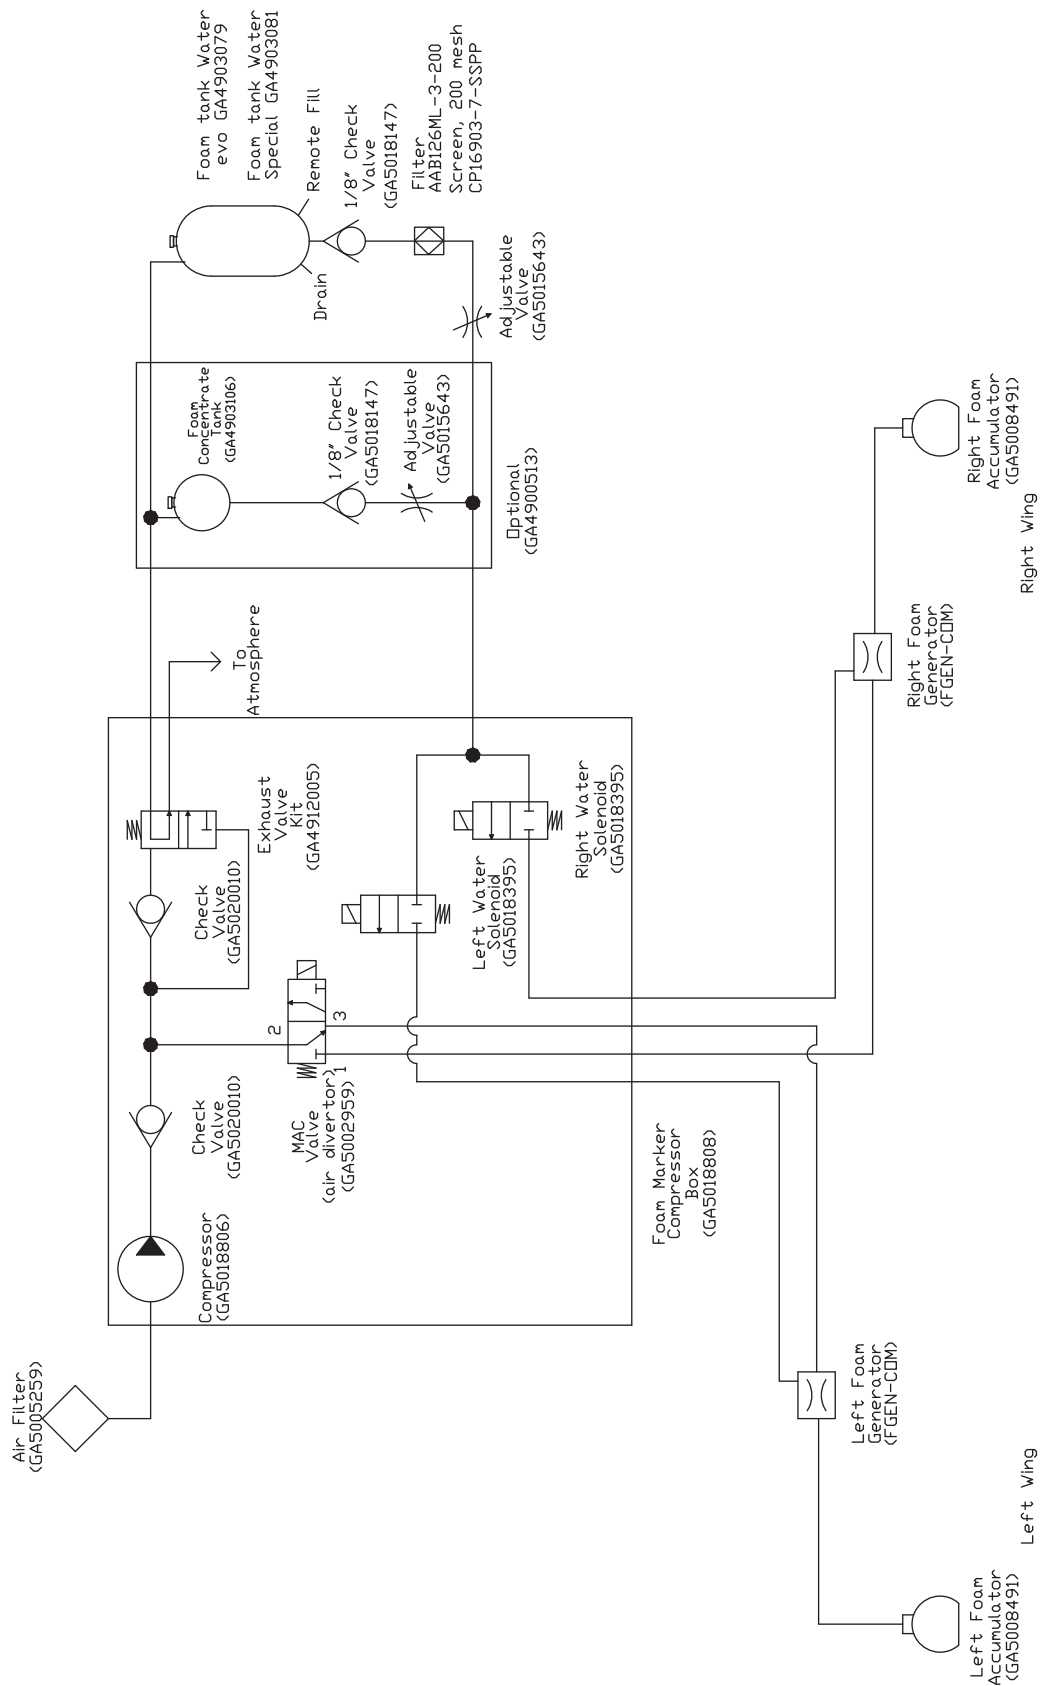 Air Filter
(GA5005259)
Compressor
(GA5018806)
Check
Valve
(GA5020010)
MAC
Valve
(air divertor)
(GA5002959)
1
2
3
Check
Valve
(GA5020010)
Exhaust
Valve
Kit
(GA4912005)
To
Atmosphere
Left Water
Solenoid
(GA5018395)
Right Water
Solenoid
(GA5018395)
Foam Marker
Compressor
Box
(GA5018808)
Foam
Concentrate
Tank
(GA4903106)
1/8" Check
Valve
(GA5018147)
Adjustable
Valve
(GA5015643)
Optional
(GA4900513)
Foam tank Water
evo GA4903079
Foam tank Water
Special GA4903081
Remote Fill
Drain
1/8" Check
Valve
(GA5018147)
Filter
AAB126ML-3-200
Screen, 200 mesh
CP16903-7-SSPP
Adjustable
Valve
(GA5015643)
Left Foam
Generator
(FGEN-COM)
Right Foam
Generator
(FGEN-COM)
Left Foam
Accumulator
(GA5008491)
Left Wing
Right Foam
Accumulator
(GA5008491)
Right Wing